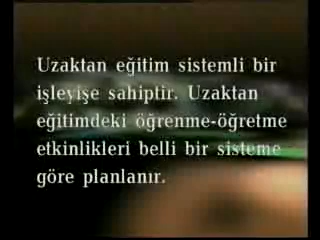 Uzaktan eğitim sistemli bir
işleyişe sahiptir. Uzaktan
eğitimdeki öğrenme-öğretme
etkinlikleri belli bir sisteme
göre planlanır.